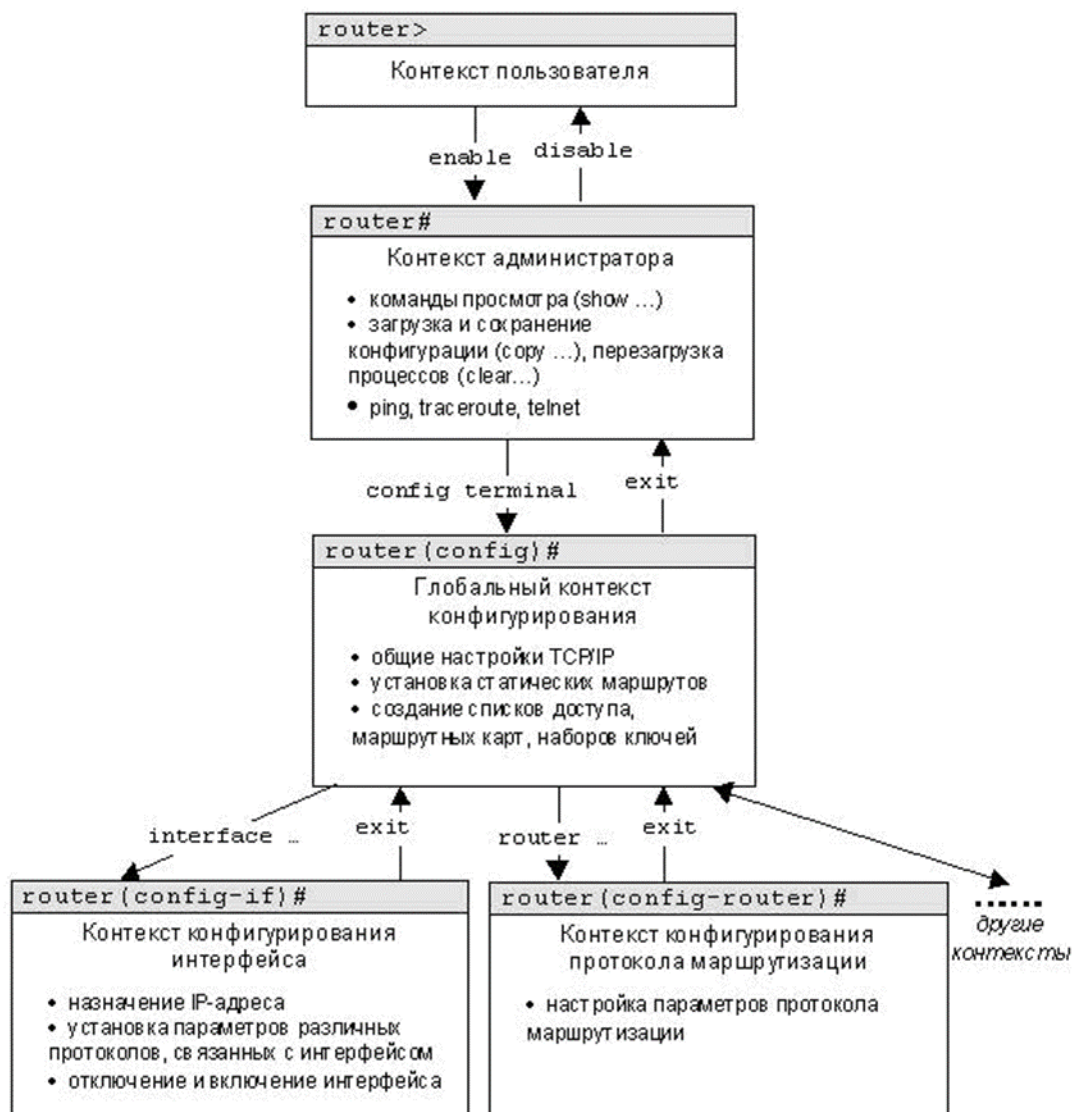 router>
Контекст пользователя
enable
disable
router#
Контекст администратора
• команды просмотра (show ...)
• загрузка и сохранение
конфигурации (copy ...), перезагрузка
процессов (clear...)
• ping, traceroute, telnet
config terminal
exit
router(config)#
Глобальный контекст
конфигурирования
• общие настройки TCP/IP
• установка статических маршрутов
• создание списков доступа,
маршрутных карт, наборов ключей
interface …
exit
router …
exit
router(config-if)#
Контекст конфигурирования
интерфейса
• назначение IP-адреса
• установка параметров различных
протоколов, связанных с интерфейсом
• отключение и включение интерфейса
router(config-router)#
Контекст конфигурирования
протокола маршрутизации
• настройка параметров протокола
маршрутизации
другие
контексты